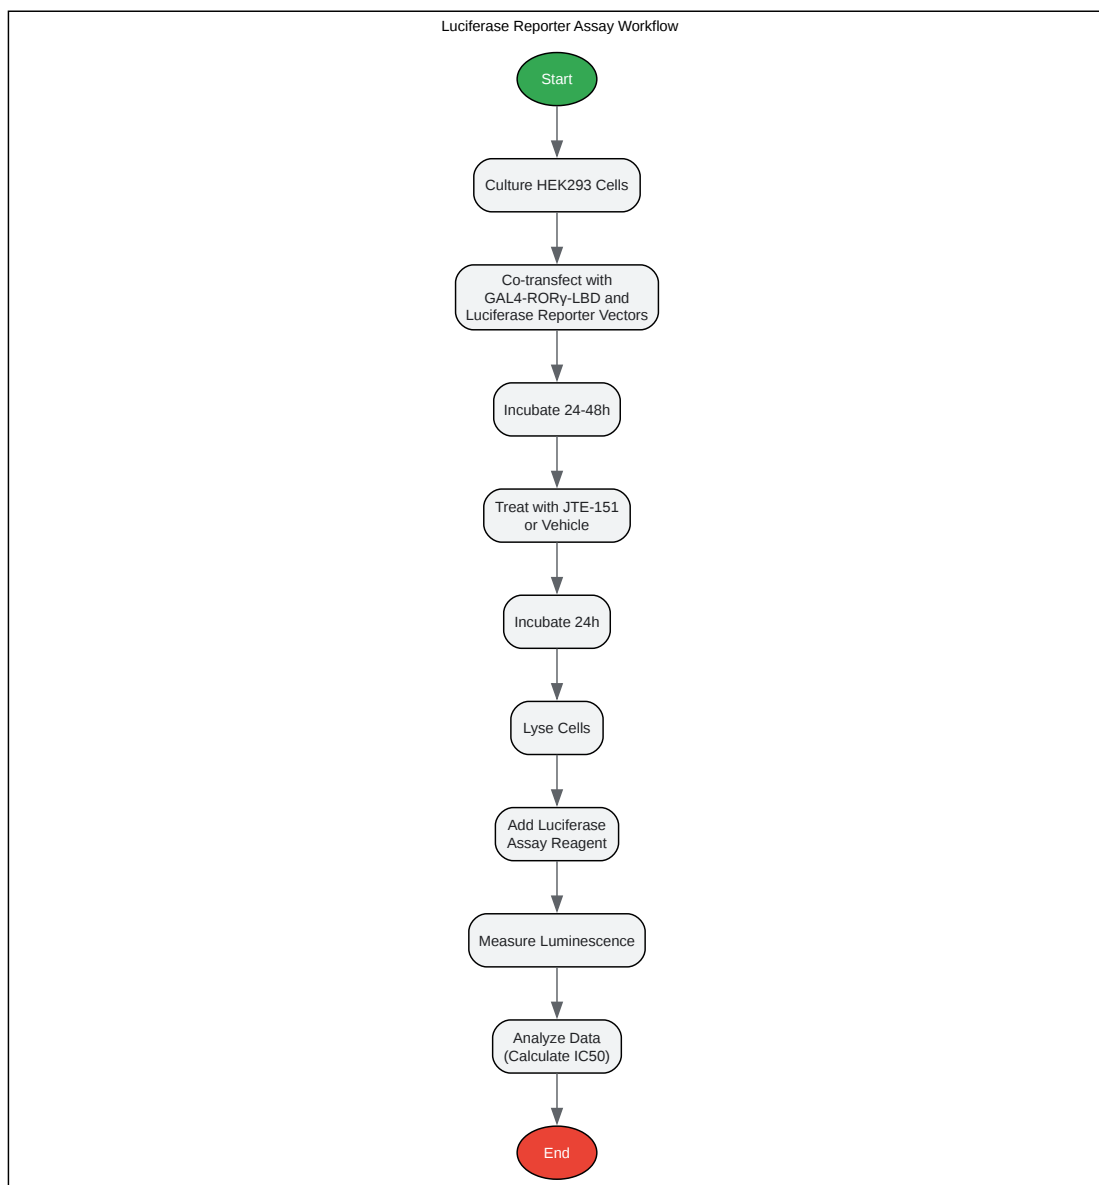 Luciferase Reporter Assay Workflow
Start
Culture HEK293 Cells
Co-transfect with
GAL4-RORγ-LBD and
Luciferase Reporter Vectors
Incubate 24-48h
Treat with JTE-151
or Vehicle
Incubate 24h
Lyse Cells
Add Luciferase
Assay Reagent
Measure Luminescence
Analyze Data
(Calculate IC50)
End